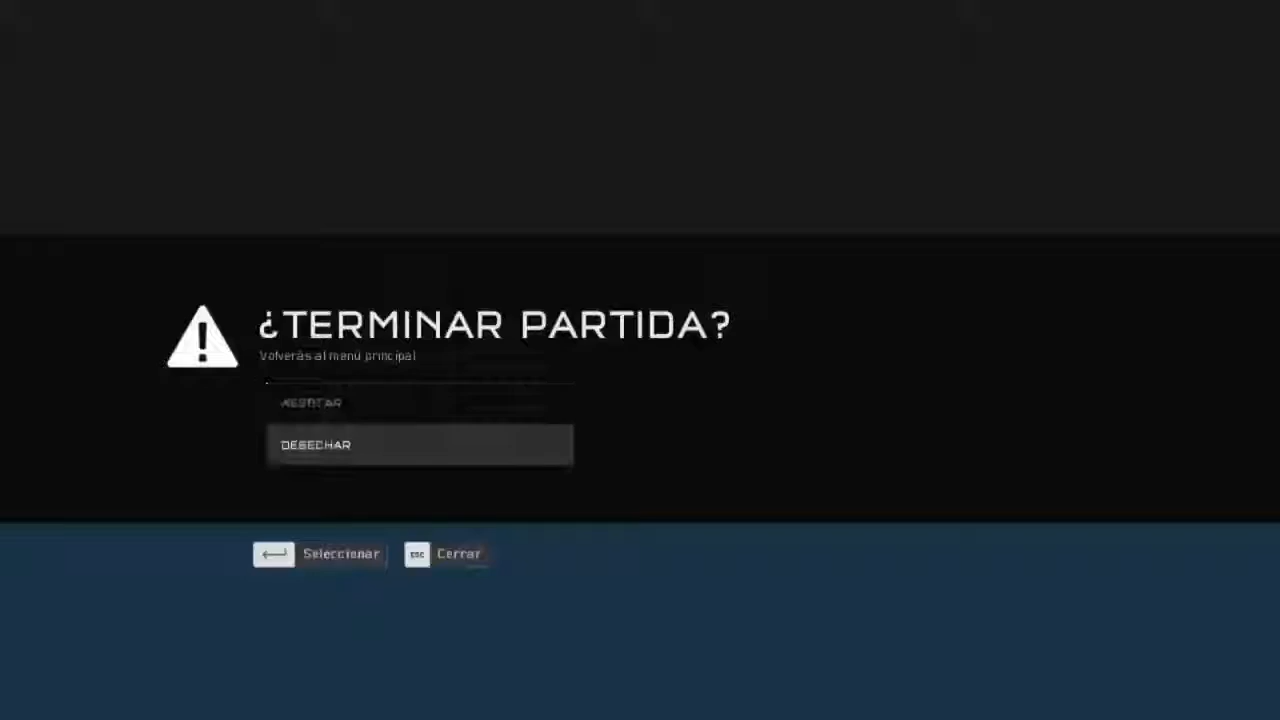 ¿TERMINAR PARTIDA?
Volverás al menú principal
ACEPTAR
DESECHAR
Seleccionar
ESC Cerrar